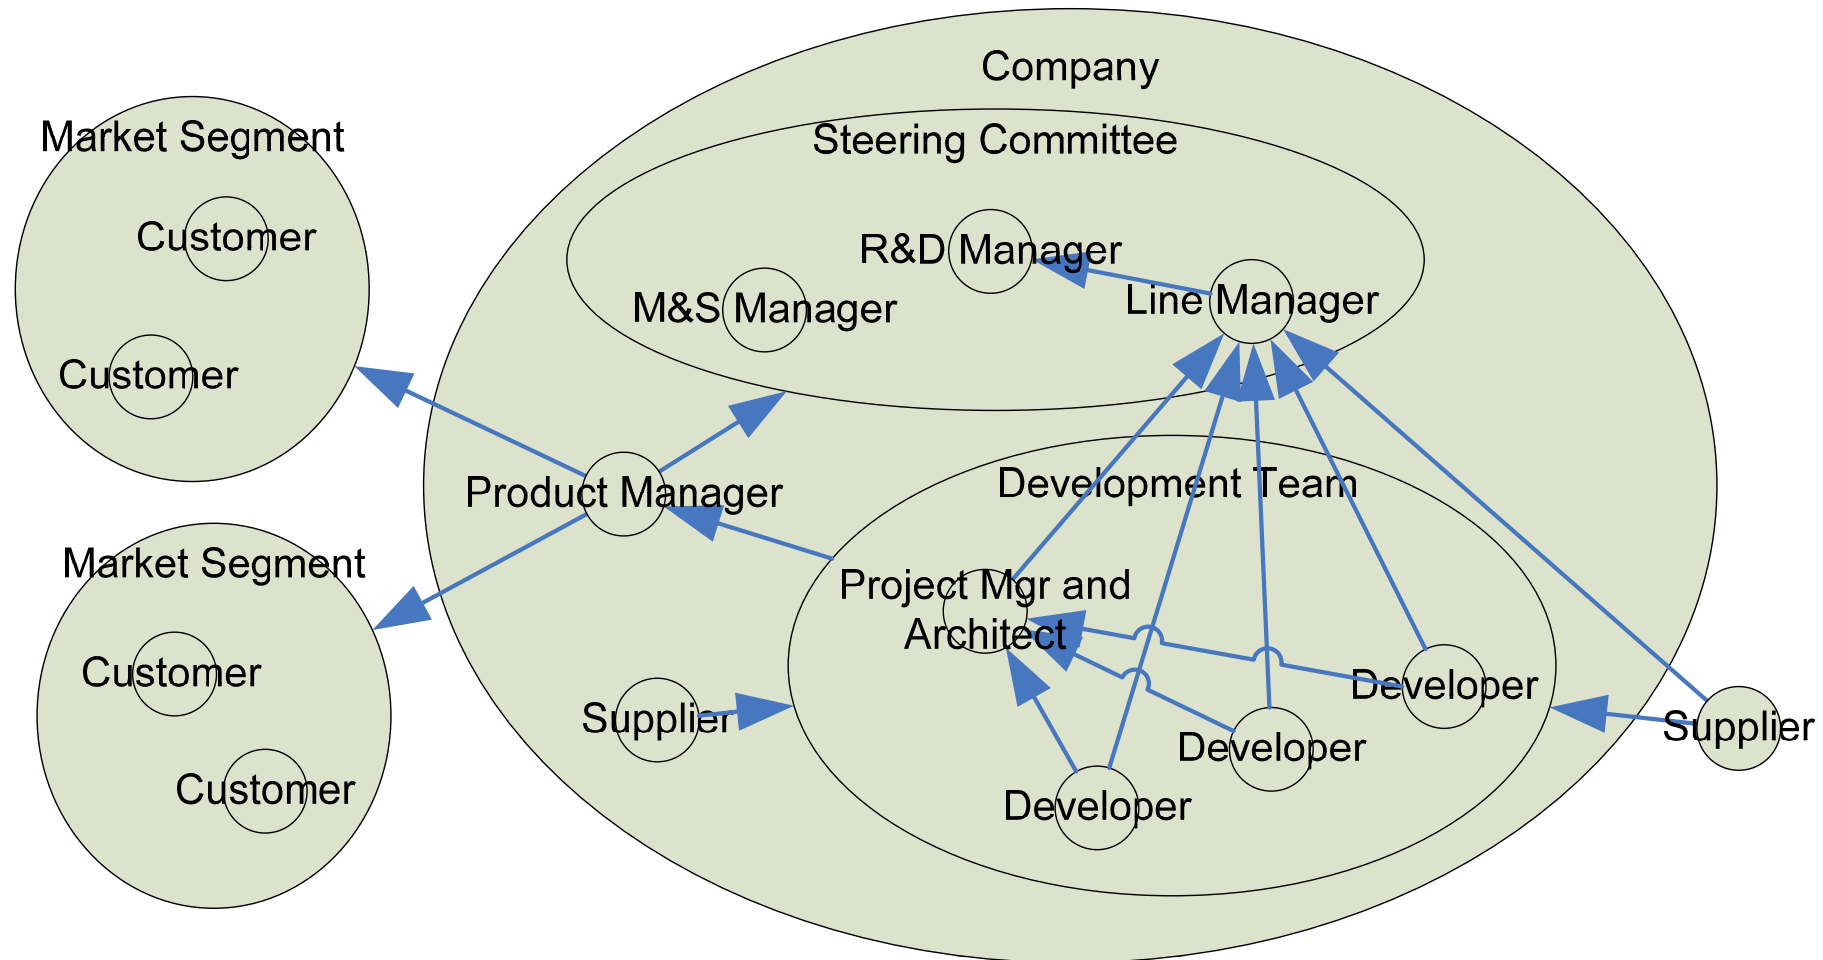 Company
Market Segment
Steering Committee
Customer
R&D Manager
Line Manager
M&S Manager
Customer
Product Manager
Development Team
Market Segment
Project Mgr and
Architect
Customer
Developer
Supplier
Supplier
Developer
Customer
Developer